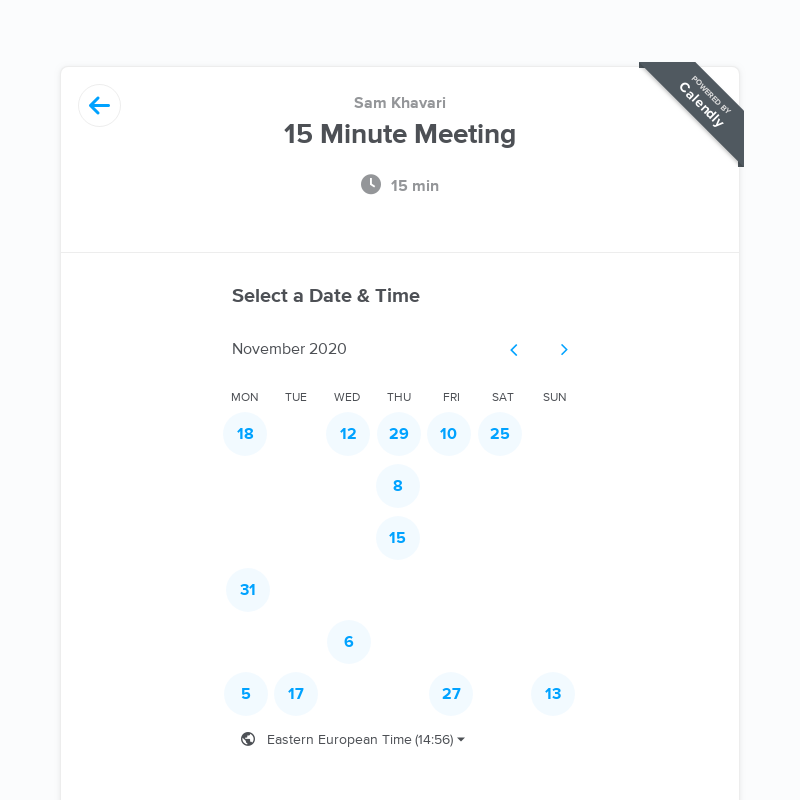 POWERED BY
Calendly
Sam Khavari
15 Minute Meeting
15 min
Select a Date & Time
November 2020
MON TUE WED THU FRI SAT SUN
18 12 29 10 25
8
15
31
6
5 17 27 13
Eastern European Time (14:56)